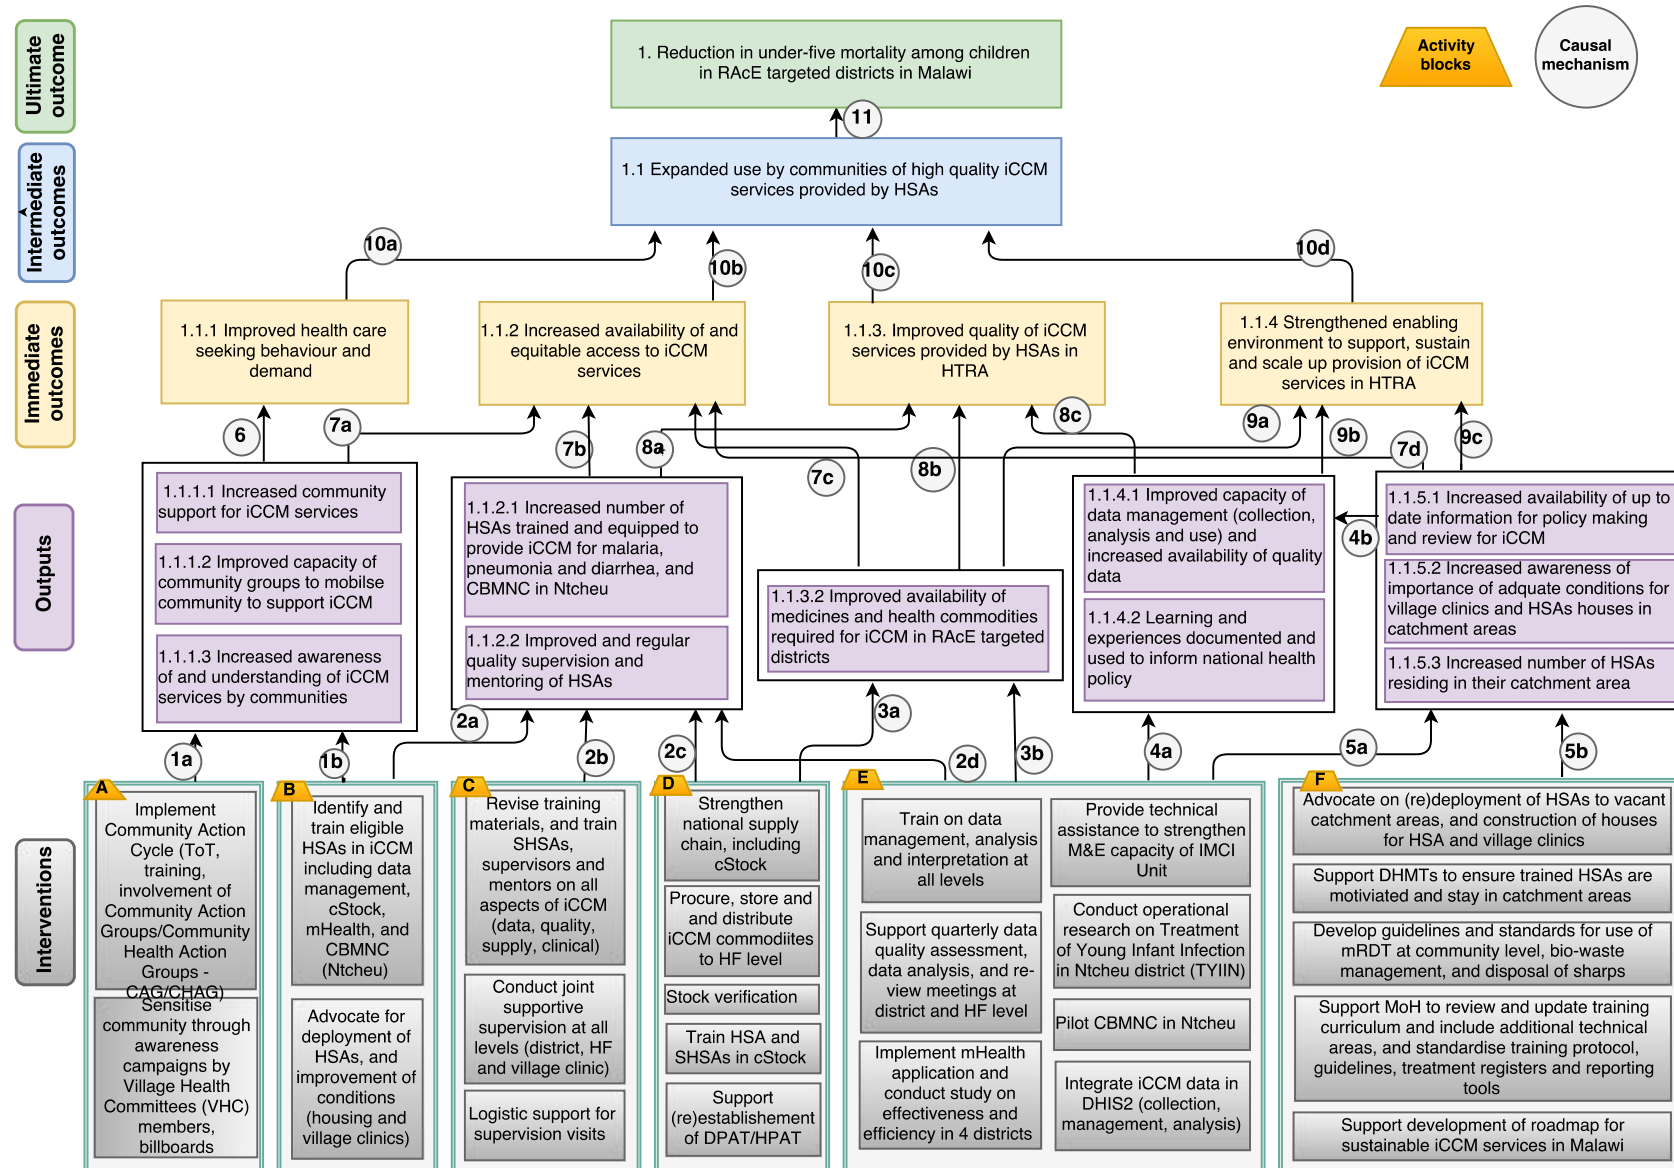 Ultimate
outcome
1. Reduction in under-five mortality among children
in RAcE targeted districts in Malawi
Activity
blocks
Causal
mechanism
11
Intermediate
outcomes
1.1 Expanded use by communities of high quality iCCM
services provided by HSAs
10a
10b
10c
10d
Immediate
outcomes
1.1.1 Improved health care
seeking behaviour and
demand
1.1.2 Increased availability of and
equitable access to iCCM
services
1.1.3. Improved quality of iCCM
services provided by HSAs in
HTRA
1.1.4 Strengthened enabling
environment to support, sustain
and scale up provision of iCCM
services in HTRA
6
7a
7b
8a
7c
8b
8c
9a
9b
7d
9c
Outputs
1.1.1.1 Increased community
support for iCCM services
1.1.1.2 Improved capacity of
community groups to mobilse
community to support iCCM
1.1.1.3 Increased awareness
of and understanding of iCCM
services by communities
1.1.2.1 Increased number of
HSAs trained and equipped to
provide iCCM for malaria,
pneumonia and diarrhea, and
CBMNC in Ntcheu
1.1.2.2 Improved and regular
quality supervision and
mentoring of HSAs
1.1.3.2 Improved availability of
medicines and health commodities
required for iCCM in RAcE targeted
districts
1.1.4.1 Improved capacity of
data management (collection,
analysis and use) and
increased availability of quality
data
1.1.4.2 Learning and
experiences documented and
used to inform national health
policy
4b
1.1.5.1 Increased availability of up to
date information for policy making
and review for iCCM
1.1.5.2 Increased awareness of
importance of adquate conditions for
village clinics and HSAs houses in
catchment areas
1.1.5.3 Increased number of HSAs
residing in their catchment area
1a
1b
2a
2b
2c
3a
2d
3b
4a
5a
5b
Interventions
A
Implement
Community Action
Cycle (ToT,
training,
involvement of
Community Action
Groups/Community
Health Action
Groups -
CAG/CHAG)
Sensitise
community through
awareness
campaigns by
Village Health
Committees (VHC)
members,
billboards
B
Identify and
train eligible
HSAs in iCCM
including data
management,
cStock,
mHealth, and
CBMNC
(Ntcheu)
Advocate for
deployment of
HSAs, and
improvement of
conditions
(housing and
village clinics)
C
Revise training
materials, and train
SHSAs,
supervisors and
mentors on all
aspects of iCCM
(data, quality,
supply, clinical)
Conduct joint
supportive
supervision at all
levels (district, HF
and village clinic)
Logistic support for
supervision visits
D
Strengthen
national supply
chain, including
cStock
Procure, store and
and distribute
iCCM commodiites
to HF level
Stock verification
Train HSA and
SHSAs in cStock
Support
(re)establishement
of DPAT/HPAT
E
Train on data
management, analysis
and interpretation at
all levels
Support quarterly data
quality assessment,
data analysis, and re-
view meetings at
district and HF level
Implement mHealth
application and
conduct study on
effectiveness and
efficiency in 4 districts
Provide technical
assistance to strengthen
M&E capacity of IMCI
Unit
Conduct operational
research on Treatment
of Young Infant Infection
in Ntcheu district (TYIIN)
Pilot CBMNC in Ntcheu
Integrate iCCM data in
DHIS2 (collection,
management, analysis)
F
Advocate on (re)deployment of HSAs to vacant
catchment areas, and construction of houses
for HSA and village clinics
Support DHMTs to ensure trained HSAs are
motiviated and stay in catchment areas
Develop guidelines and standards for use of
mRDT at community level, bio-waste
management, and disposal of sharps
Support MoH to review and update training
curriculum and include additional technical
areas, and standardise training protocol,
guidelines, treatment registers and reporting
tools
Support development of roadmap for
sustainable iCCM services in Malawi